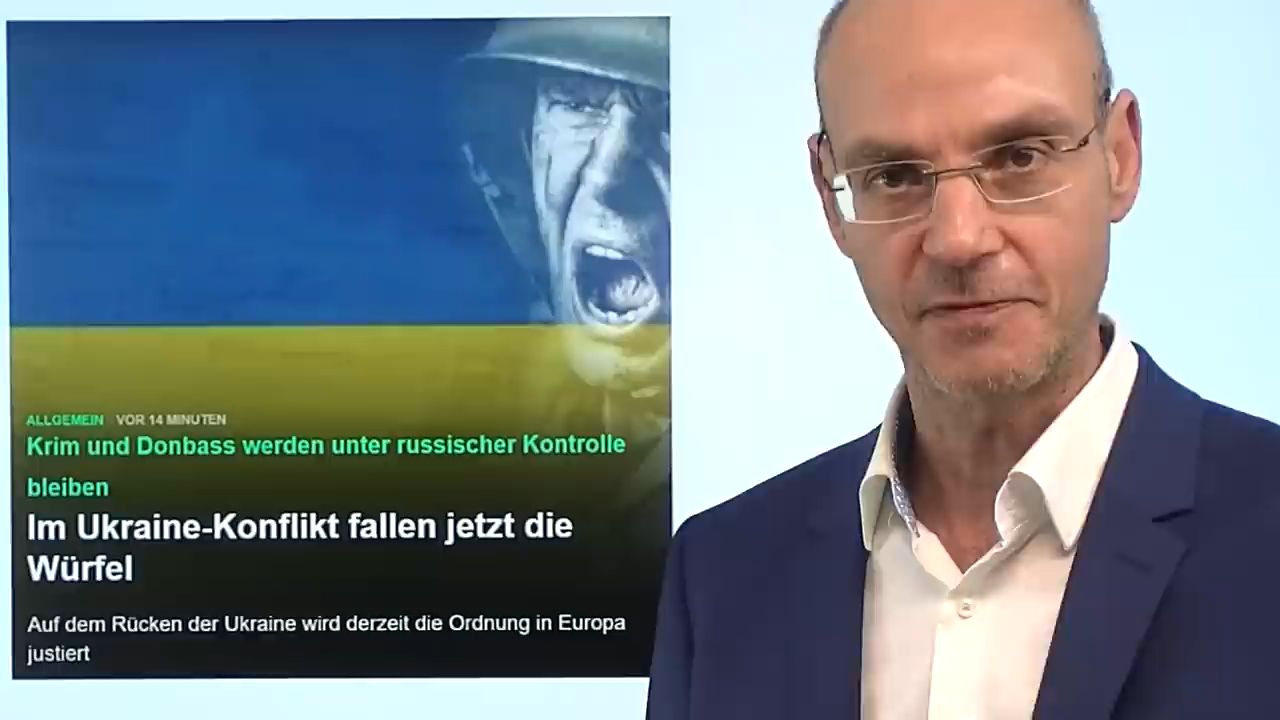 ALLGEMEIN VOR 14 MINUTEN
Krim und Donbass werden unter russischer Kontrolle
bleiben
Im Ukraine-Konflikt fallen jetzt die
Würfel
Auf dem Rücken der Ukraine wird derzeit die Ordnung in Europa
justiert